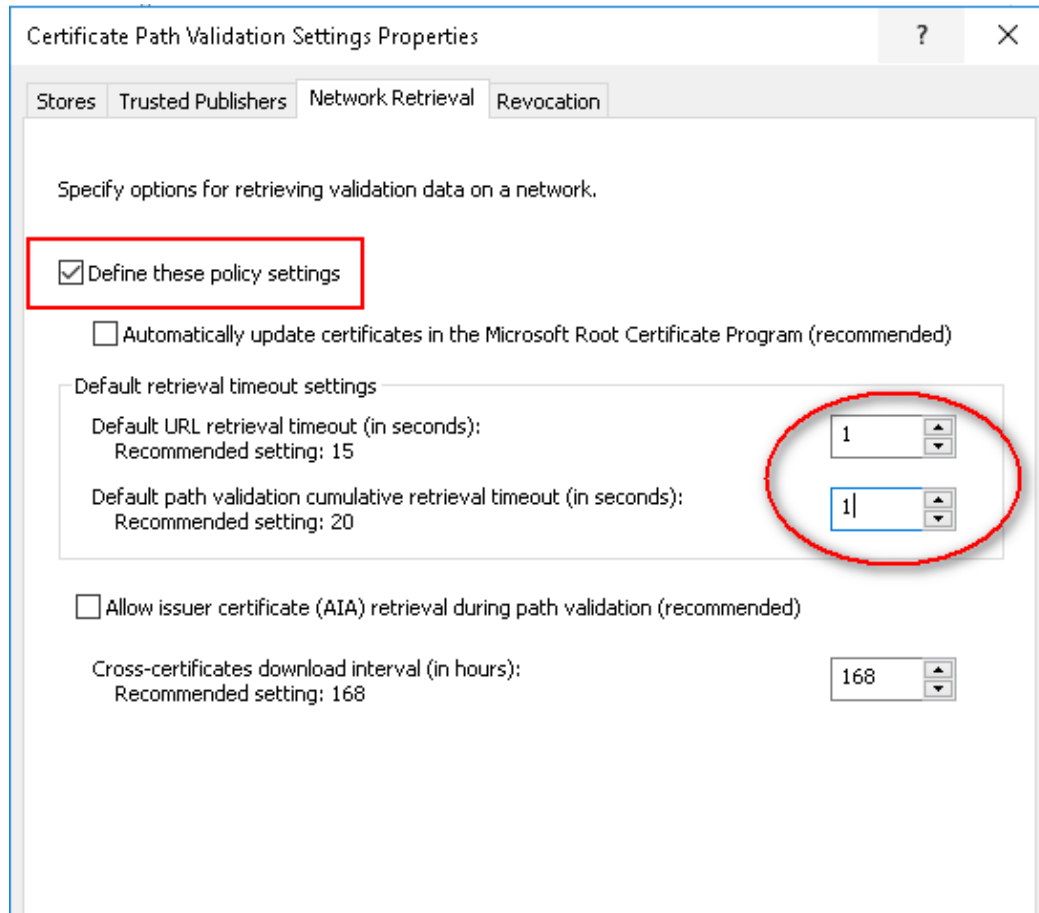 Certificate Path Validation Settings Properties
?
Stores Trusted Publishers Network Retrieval Revocation
Specify options for retrieving validation data on a network.
Define these policy settings
Automatically update certificates in the Microsoft Root Certificate Program (recommended)
Default retrieval timeout settings
Default URL retrieval timeout (in seconds):
1
Recommended setting: 15
Default path validation cumulative retrieval timeout (in seconds):
1
Recommended setting: 20
Allow issuer certificate (AIA) retrieval during path validation (recommended)
Cross-certificates download interval (in hours):
168
Recommended setting: 168